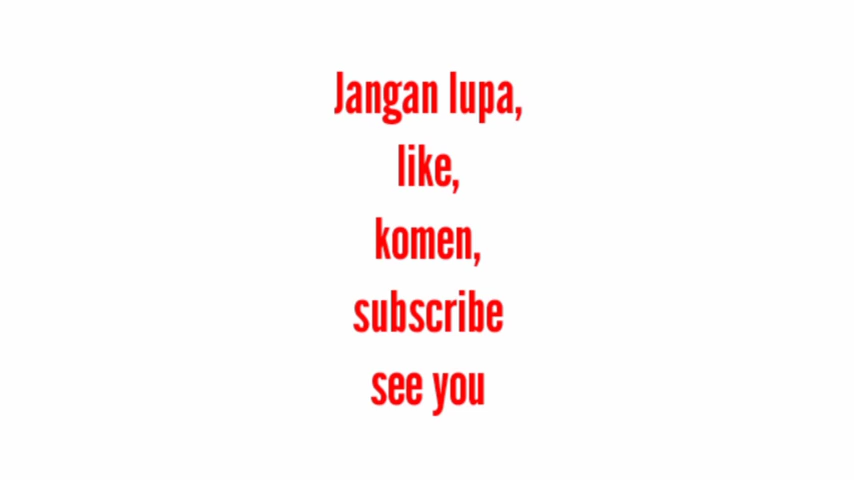 Jangan lupa,
like,
komen,
subscribe
see you